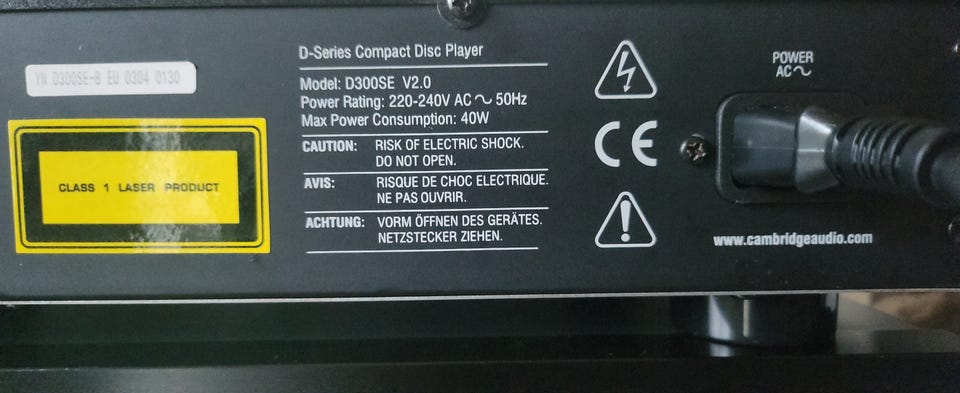 YN D300SE-B EU 0304 0130
CLASS 1 LASER PRODUCT
D-Series Compact Disc Player
Model: D300SE V2.0
Power Rating: 220-240V AC ~ 50Hz
Max Power Consumption: 40W
CAUTION: RISK OF ELECTRIC SHOCK.
DO NOT OPEN.
AVIS: RISQUE DE CHOC ELECTRIQUE.
NE PAS OUVRIR.
ACHTUNG: VORM ÖFFNEN DES GERÄTES.
NETZSTECKER ZIEHEN.
CE
POWER
AC ~
www.cambridgeaudio.com